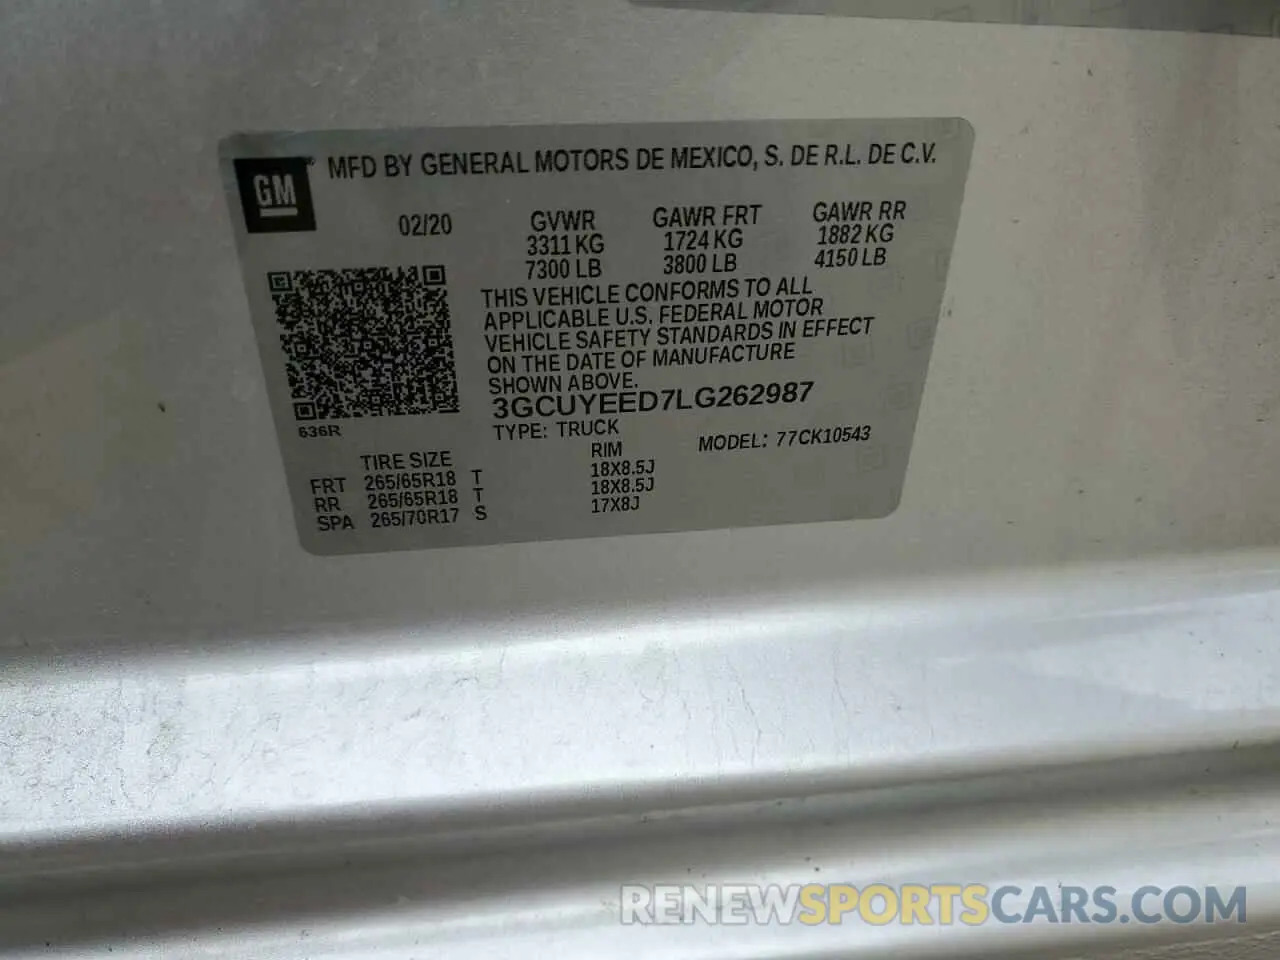 GM
MFD BY GENERAL MOTORS DE MEXICO, S. DE R.L. DE C.V.
02/20 GVWR GAWR FRT GAWR RR
3311 KG 1724 KG 1882 KG
7300 LB 3800 LB 4150 LB
THIS VEHICLE CONFORMS TO ALL
APPLICABLE U.S. FEDERAL MOTOR
VEHICLE SAFETY STANDARDS IN EFFECT
ON THE DATE OF MANUFACTURE
SHOWN ABOVE.
3GCUYEED7LG262987
636R
TYPE: TRUCK MODEL: 77CK10543
TIRE SIZE RIM
FRT 265/65R18 T 18X8.5J
RR 265/65R18 T 18X8.5J
SPA 265/70R17 S 17X8J
RENEWSPORTSCARS.COM